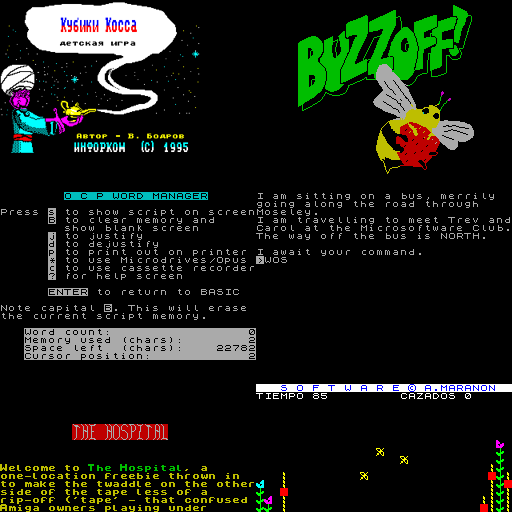 Кубики Косса
детская игра
Автор - В. Бодров
ИНФОРКОМ (C) 1995
BUZZOFF!
O C P WORD MANAGER
Press s to show script on screen
B to clear memory and
show blank screen
j to justify
d to dejustify
p to print out on printer
* to use Microdrives/Opus
c to use cassette recorder
? for help screen
ENTER to return to BASIC
Note capital B. This will erase
the current script memory.
Word count: 0
Memory used (chars): 2
Space left (chars): 22782
Cursor position: 2
I am sitting on a bus, merrily
going along the road through
Moseley.
I am travelling to meet Trev and
Carol at the Microsoftware Club.
The way off the bus is NORTH.
I await your command.
>WOS
THE HOSPITAL
Welcome to The Hospital, a
one-location freebie thrown in
to make the twaddle on the other
side of the tape less of a
rip-off ('tape' - that confused
Amiga owners playing under
S O F T W A R E © A.MARANON
TIEMPO 85 CAZADOS 0